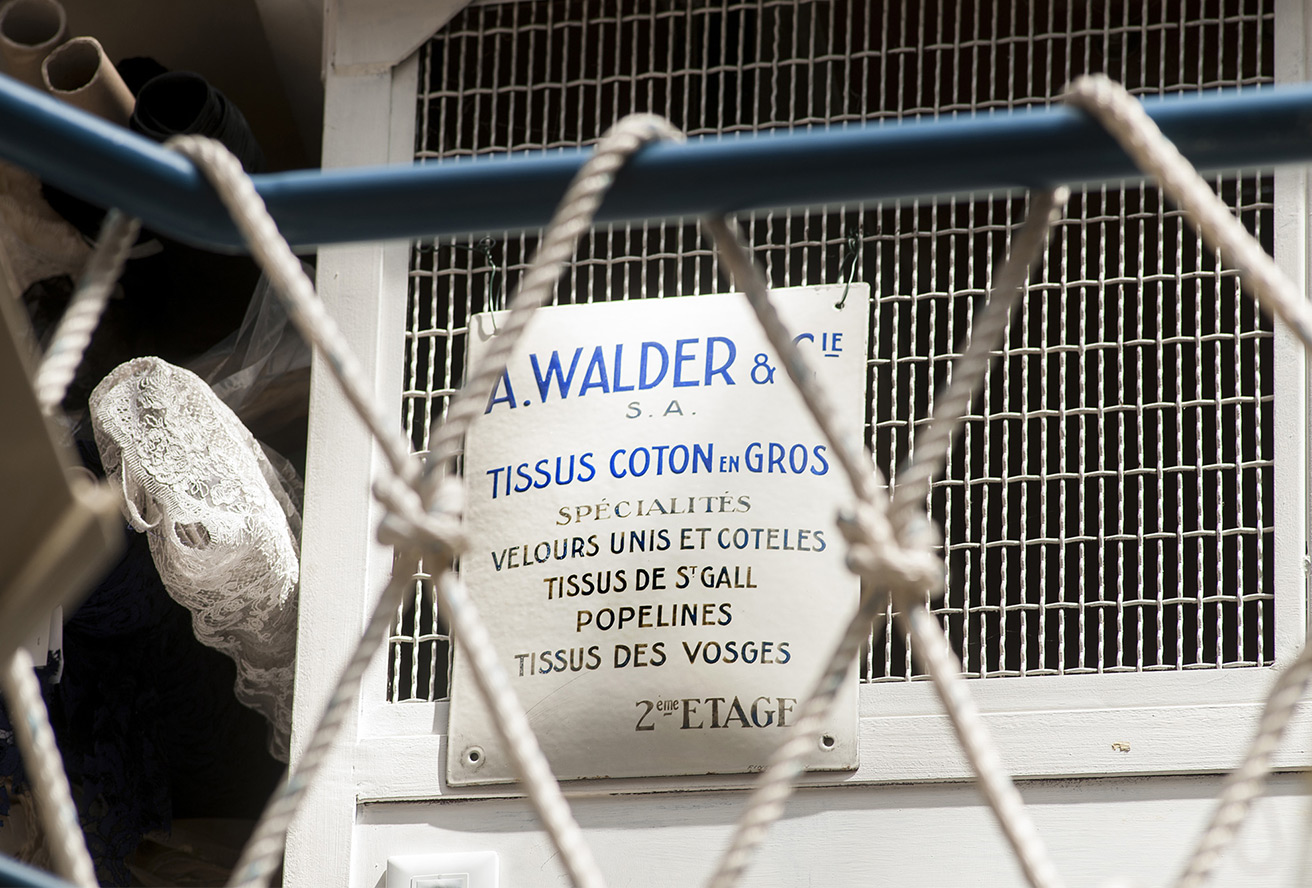 A.WALDER & CIE
S.A.
TISSUS COTON EN GROS
SPÉCIALITÉS
VELOURS UNIS ET COTELES
TISSUS DE ST GALL
POPELINES
TISSUS DES VOSGES
2ème ETAGE